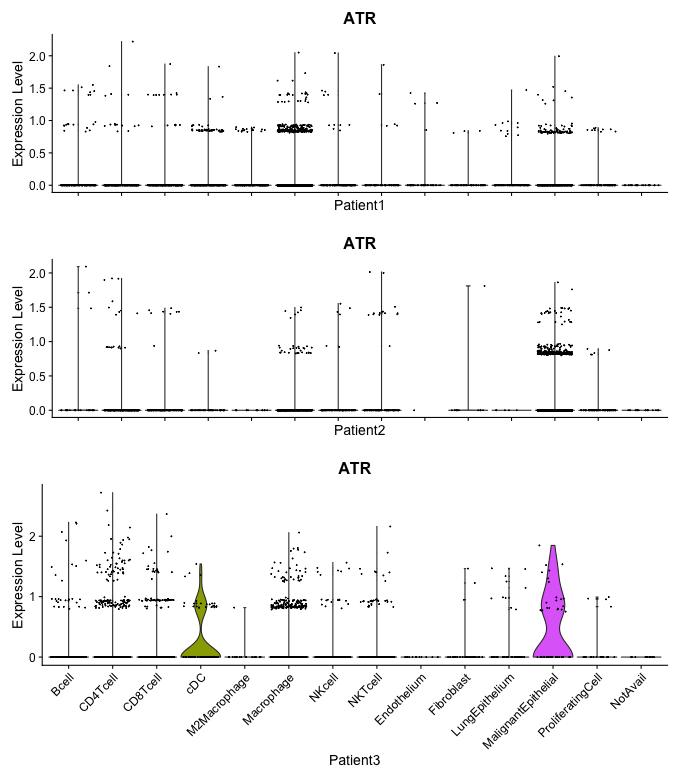 ATR
Expression Level
2.0
1.5
1.0
0.5
0.0
Patient1
ATR
Expression Level
2.0
1.5
1.0
0.5
0.0
Patient2
ATR
Expression Level
2
1
0
Bcell
CD4Tcell
CD8Tcell
cDC
M2Macrophage
Macrophage
NKcell
NKTcell
Endothelium
Fibroblast
LungEpithelium
MalignantEpithelial
ProliferatingCell
NotAvail
Patient3